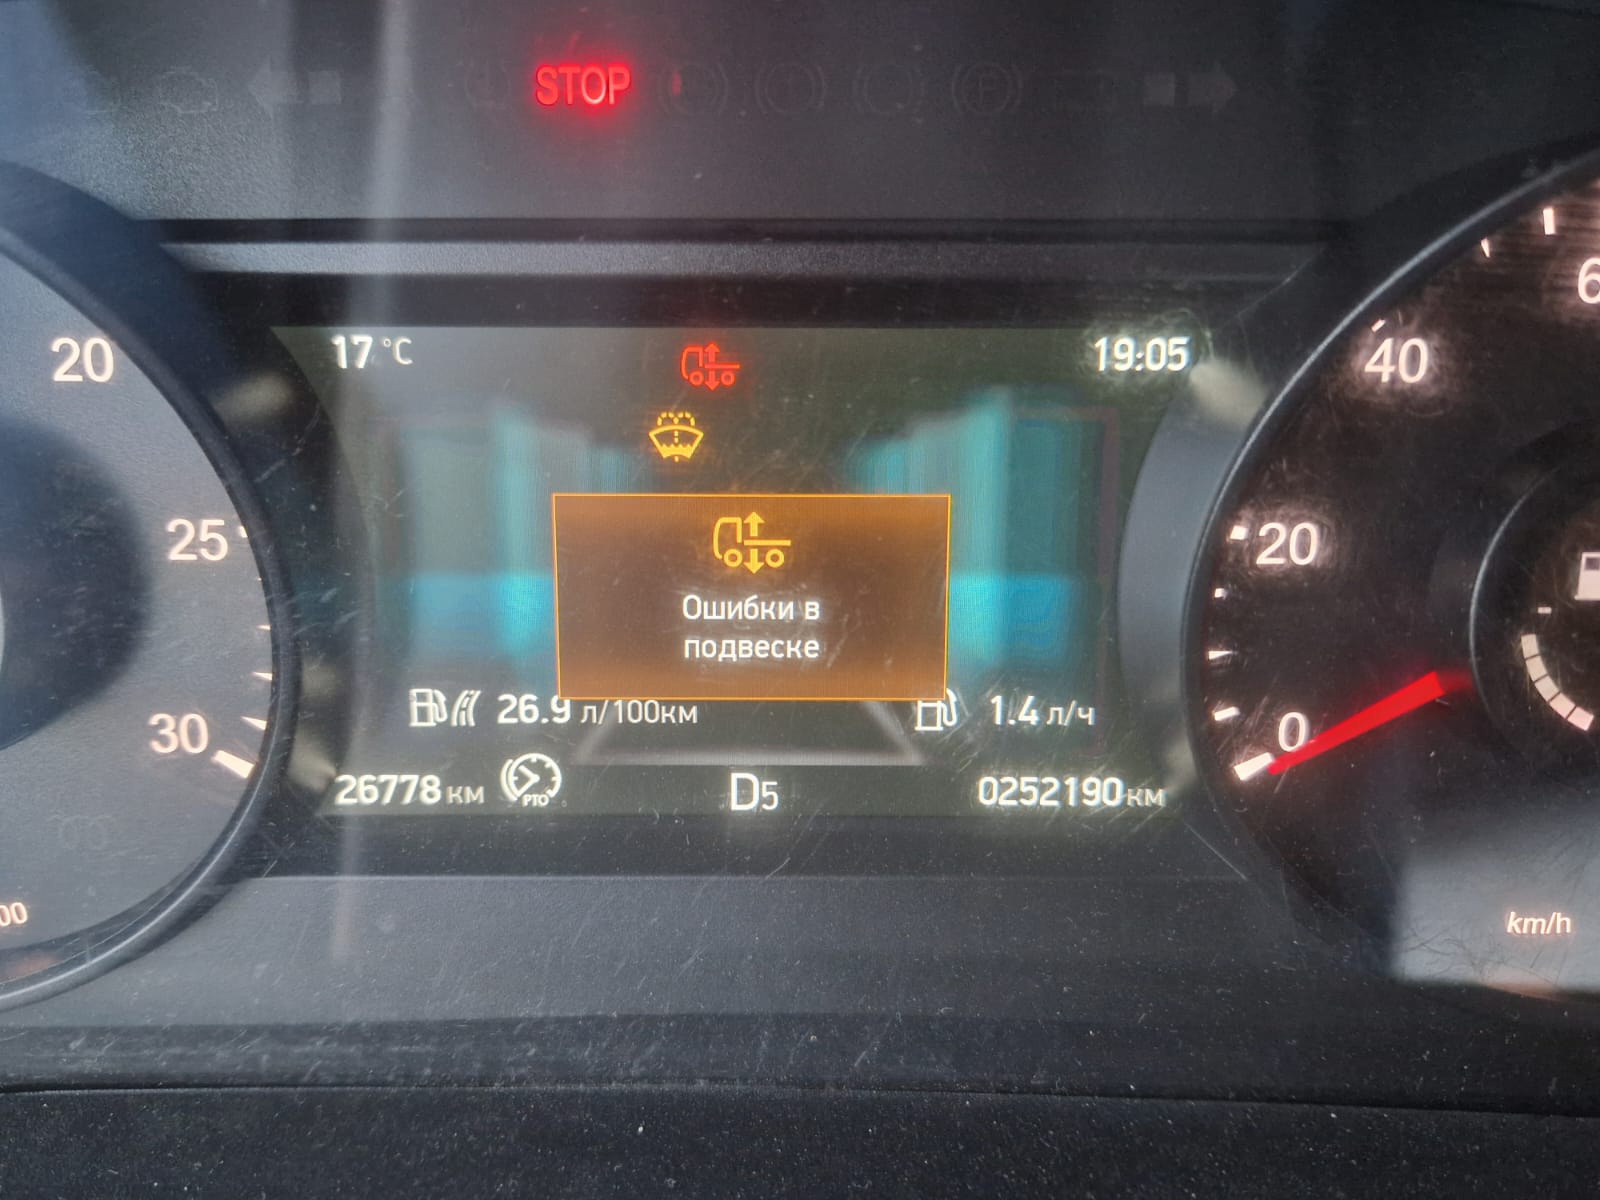 STOP
17 °C
19:05
20
25
30
40
20
0
Ошибки в
подвеске
26.9 л/100км
1.4 л/ч
26778 км
PTO
D5
0252190 км
km/h